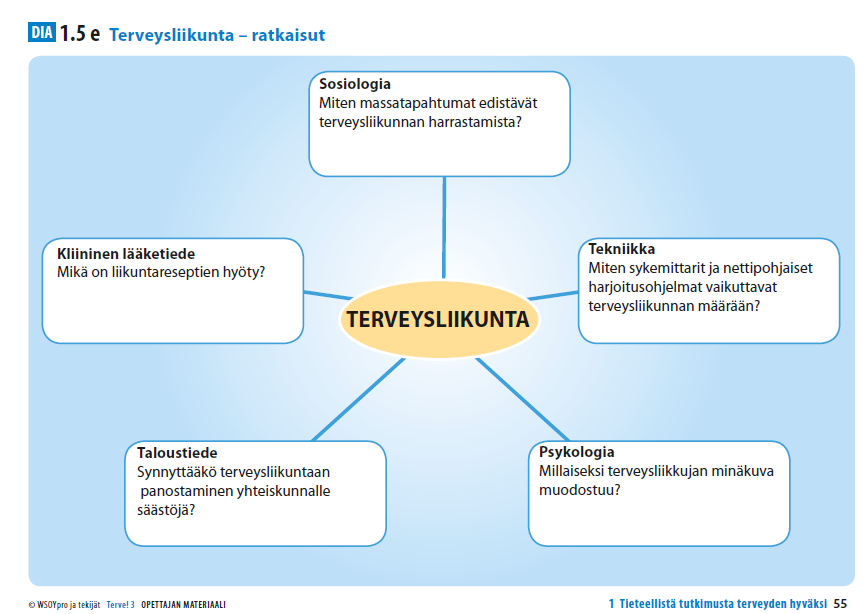 DIA 1.5 e Terveysliikunta – ratkaisut
Sosiologia
Miten massatapahtumat edistävät
terveysliikunnan harrastamista?
Kliininen lääketiede
Mikä on liikuntareseptien hyöty?
Tekniikka
Miten sykemittarit ja nettipohjaiset
harjoitusohjelmat vaikuttavat
terveysliikunnan määrään?
TERVEYSLIIKUNTA
Taloustiede
Synnyttääkö terveysliikuntaan
panostaminen yhteiskunnalle
säästöjä?
Psykologia
Millaiseksi terveysliikkujan minäkuva
muodostuu?
© WSOYpro ja tekijät Terve! 3 OPETTAJAN MATERIAALI
1 Tieteellistä tutkimusta terveyden hyväksi 55